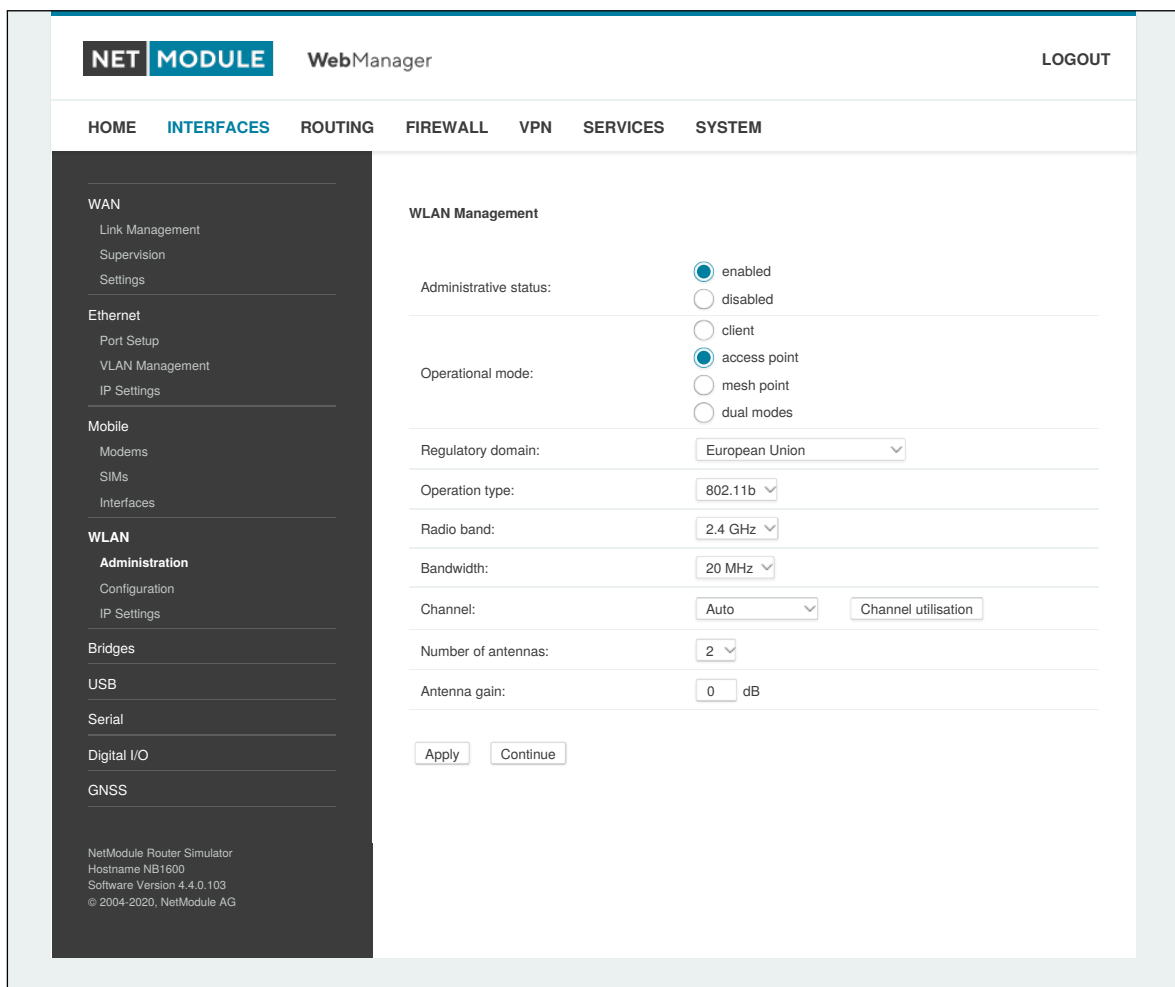 NET MODULE WebManager LOGOUT
HOME INTERFACES ROUTING FIREWALL VPN SERVICES SYSTEM
WAN
Link Management
Supervision
Settings
Ethernet
Port Setup
VLAN Management
IP Settings
Mobile
Modems
SIMs
Interfaces
WLAN
Administration
Configuration
IP Settings
Bridges
USB
Serial
Digital I/O
GNSS
NetModule Router Simulator
Hostname NB1600
Software Version 4.4.0.103
© 2004-2020, NetModule AG
WLAN Management
Administrative status:
enabled
disabled
Operational mode:
client
access point
mesh point
dual modes
Regulatory domain: European Union
Operation type: 802.11b
Radio band: 2.4 GHz
Bandwidth: 20 MHz
Channel: Auto Channel utilisation
Number of antennas: 2
Antenna gain: 0 dB
Apply Continue